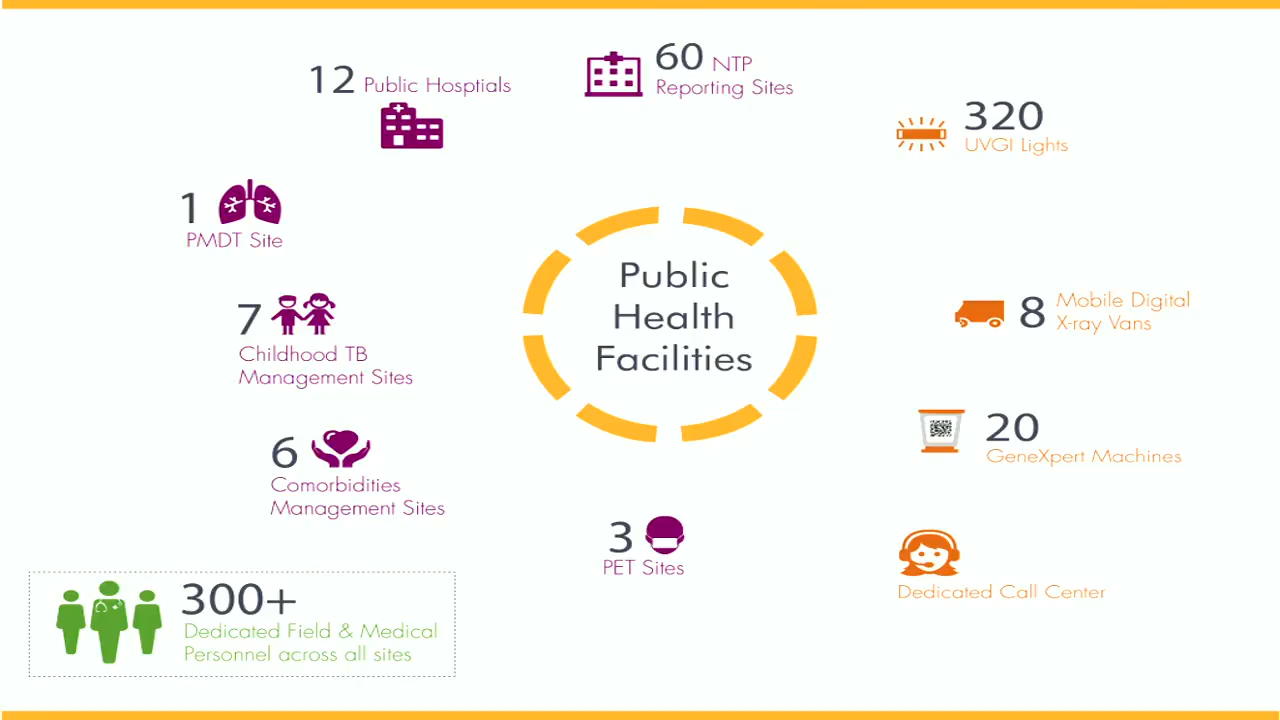 12 Public Hosptials
60 NTP
Reporting Sites
320
UVGI Lights
1
PMDT Site
Public
Health
Facilities
8 Mobile Digital
X-ray Vans
7
Childhood TB
Management Sites
20
GeneXpert Machines
6
Comorbidities
Management Sites
3
PET Sites
Dedicated Call Center
300+
Dedicated Field & Medical
Personnel across all sites